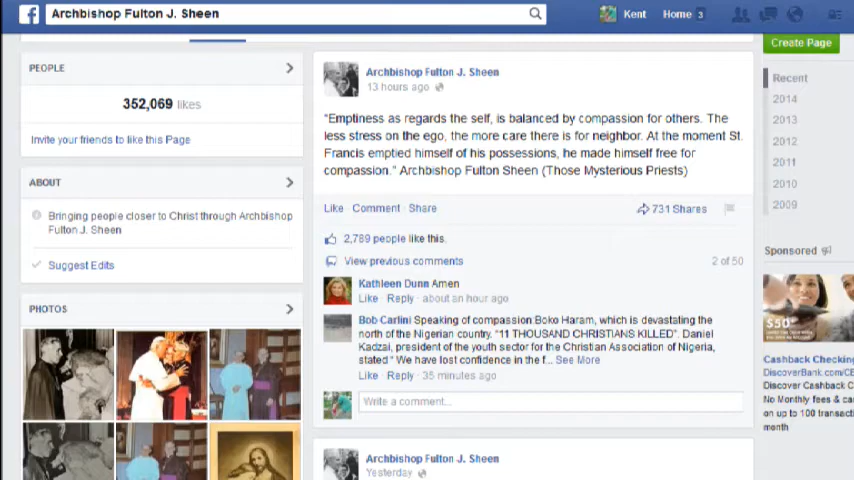 Archbishop Fulton J. Sheen
Kent
Home 3
PEOPLE
352,069 likes
Invite your friends to like this Page
ABOUT
Bringing people closer to Christ through Archbishop
Fulton J. Sheen
Suggest Edits
PHOTOS
Archbishop Fulton J. Sheen
13 hours ago
"Emptiness as regards the self, is balanced by compassion for others. The
less stress on the ego, the more care there is for neighbor. At the moment St.
Francis emptied himself of his possessions, he made himself free for
compassion." Archbishop Fulton Sheen (Those Mysterious Priests)
Like Comment Share
731 Shares
2,789 people like this.
View previous comments
2 of 50
Kathleen Dunn Amen
Like · Reply · about an hour ago
Bob Carlini Speaking of compassion Boko Haram, which is devastating the
north of the Nigerian country. "11 THOUSAND CHRISTIANS KILLED". Daniel
Kadzai, president of the youth sector for the Christian Association of Nigeria,
stated " We have lost confidence in the f... See More
Like · Reply · 35 minutes ago
Write a comment...
Archbishop Fulton J. Sheen
Yesterday
Create Page
Recent
2014
2013
2012
2011
2010
2009
Sponsored
$50
Cashback Checking
DiscoverBank.com/CB
Discover Cashback C
No Monthly fees & ca
on up to 100 transacti
month